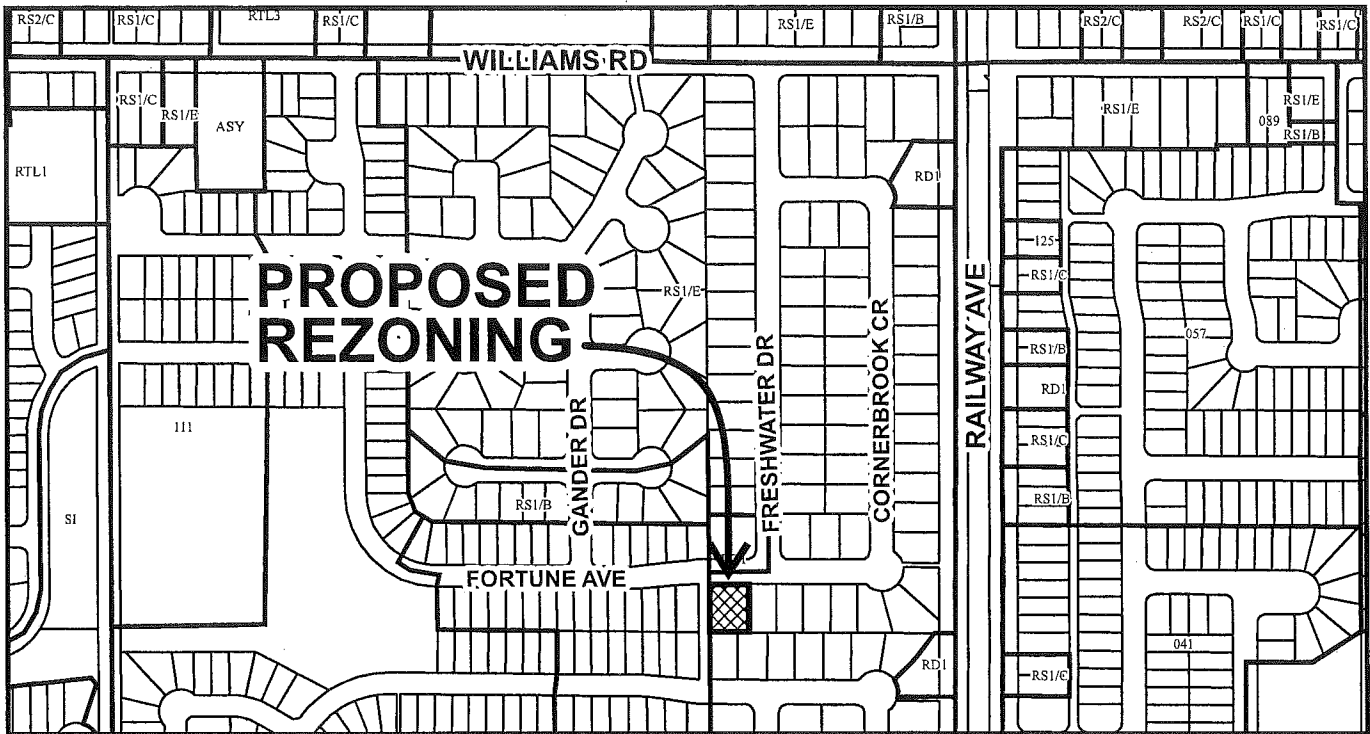 RS2/C
RS1/C
RTL3
RS1/C
RS1/E
RS1/B
RS2/C
RS2/C
RS1/C
RS1/C
WILLIAMS RD
RS1/C
RS1/E
ASY
RTL1
RD1
RS1/E
089
RS1/E
RS1/B
125
RS1/C
PROPOSED
REZONING
RS1/E
FRESHWATER DR
CORNERBROOK CR
RAILWAY AVE
057
RS1/B
RD1
RS1/C
RS1/B
111
SI
GANDER DR
RS1/B
FORTUNE AVE
RD1
041
RS1/C